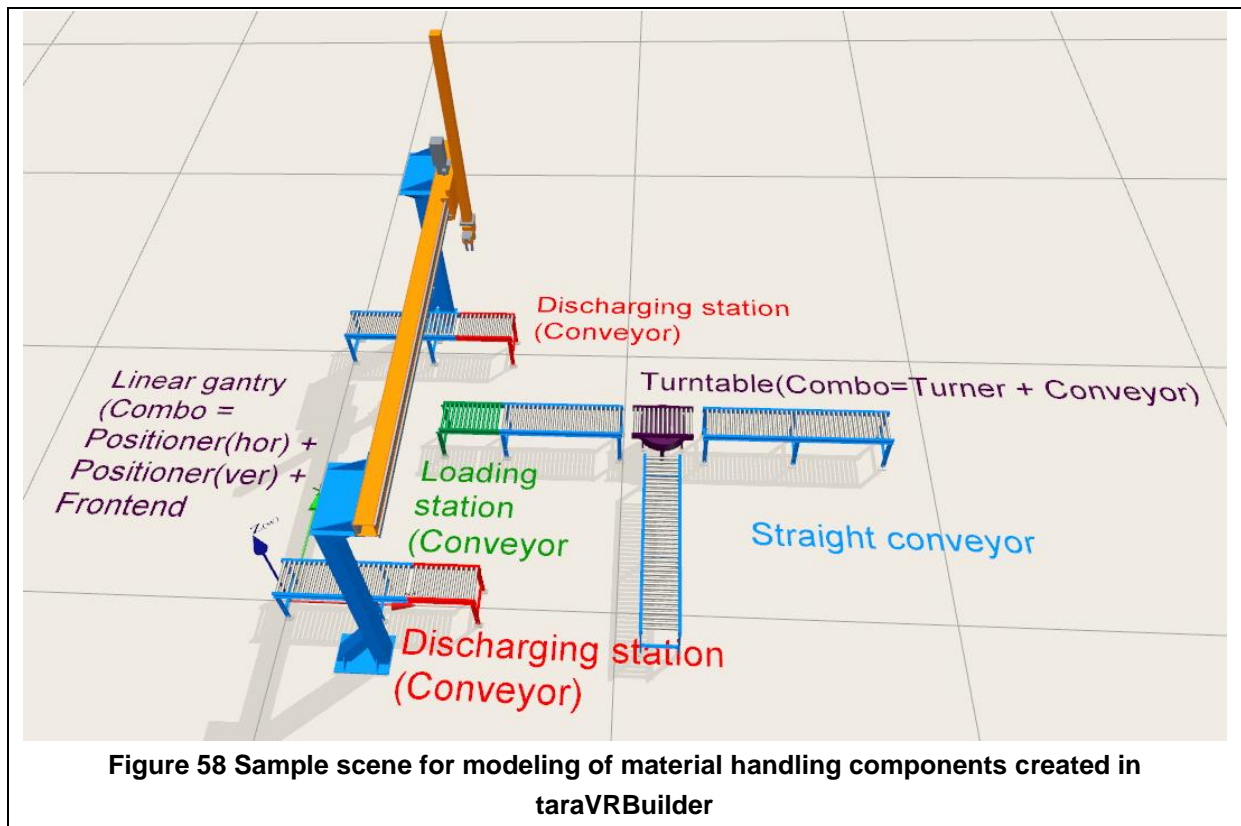 Discharging station
(Conveyor)
Linear gantry
(Combo =
Positioner(hor) +
Positioner(ver) +
Frontend
Turntable(Combo=Turner + Conveyor)
Loading
station
(Conveyor
Straight conveyor
Z(w)
Discharging station
(Conveyor)
Figure 58 Sample scene for modeling of material handling components created in
taraVRBuilder